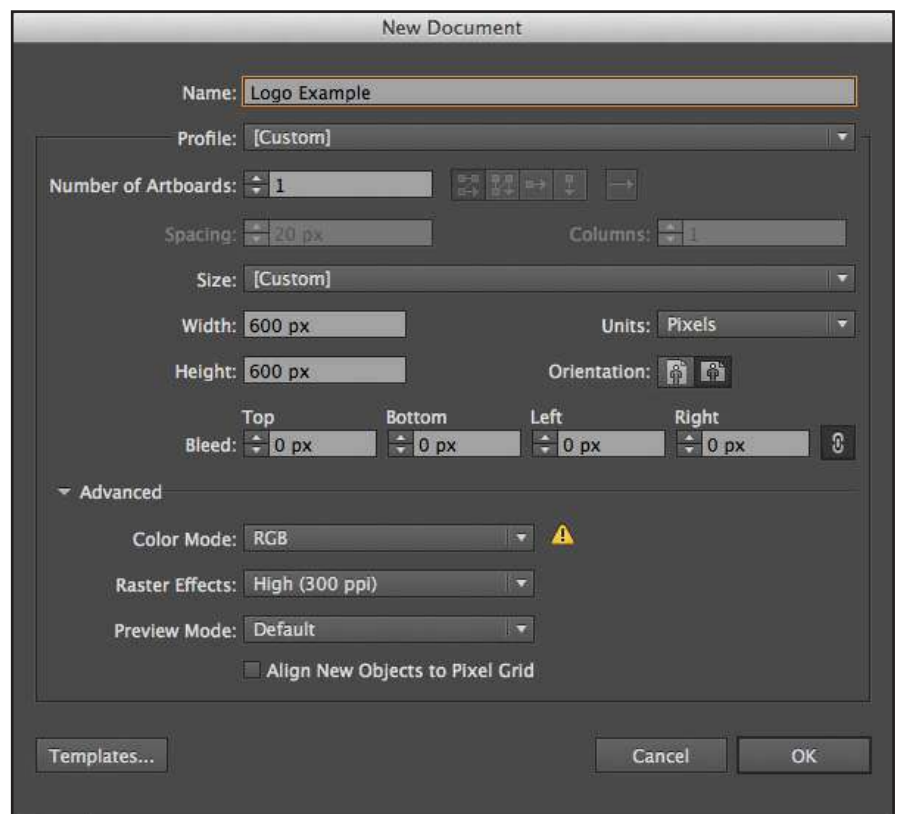 New Document
Name: Logo Example
Profile: [Custom]
Number of Artboards: 1
Spacing: 20 px Columns: 1
Size: [Custom]
Width: 600 px Units: Pixels
Height: 600 px Orientation:
Top Bottom Left Right
Bleed: 0 px 0 px 0 px 0 px
Advanced
Color Mode: RGB
Raster Effects: High (300 ppi)
Preview Mode: Default
Align New Objects to Pixel Grid
Templates... Cancel OK